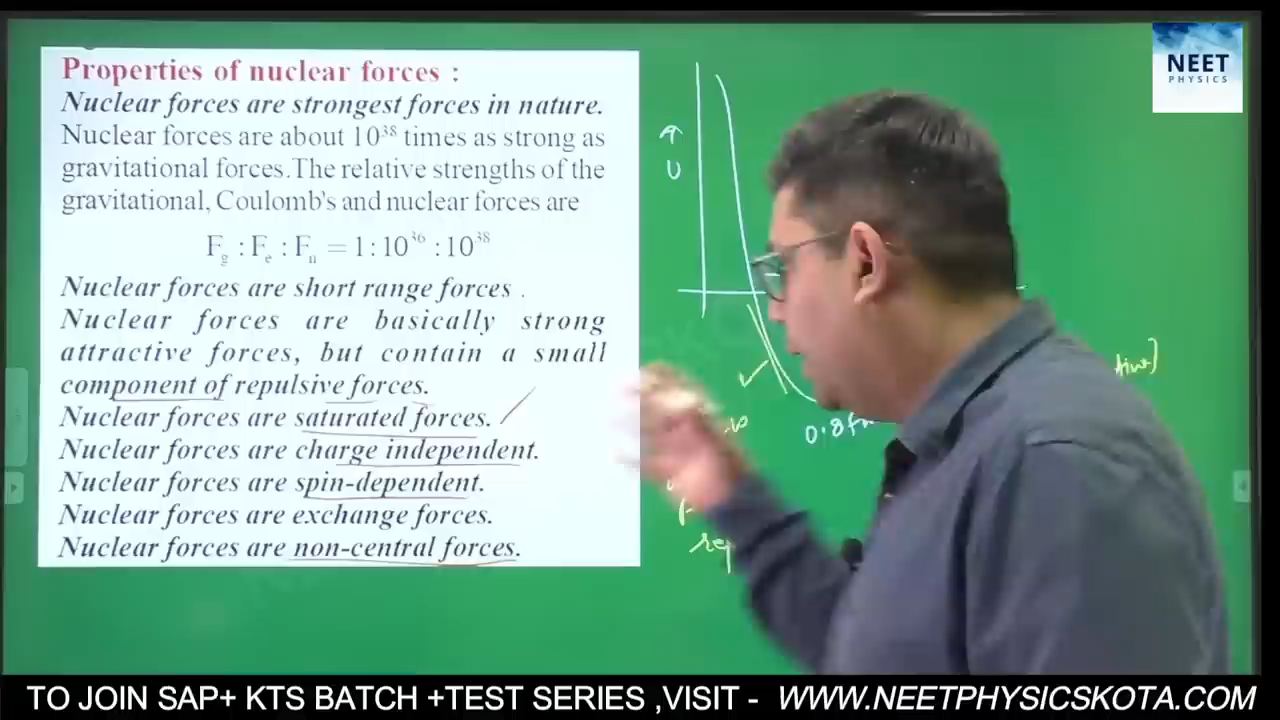 Properties of nuclear forces :
Nuclear forces are strongest forces in nature.
Nuclear forces are about 10³⁸ times as strong as
gravitational forces.The relative strengths of the
gravitational, Coulomb's and nuclear forces are
F_g : F_e : F_n = 1 : 10³⁶ : 10³⁸
Nuclear forces are short range forces .
Nuclear forces are basically strong
attractive forces, but contain a small
component of repulsive forces.
Nuclear forces are saturated forces.
Nuclear forces are charge independent.
Nuclear forces are spin-dependent.
Nuclear forces are exchange forces.
Nuclear forces are non-central forces.
U
0.8f
rep
NEET
PHYSICS
TO JOIN SAP+ KTS BATCH +TEST SERIES ,VISIT - WWW.NEETPHYSICSKOTA.COM